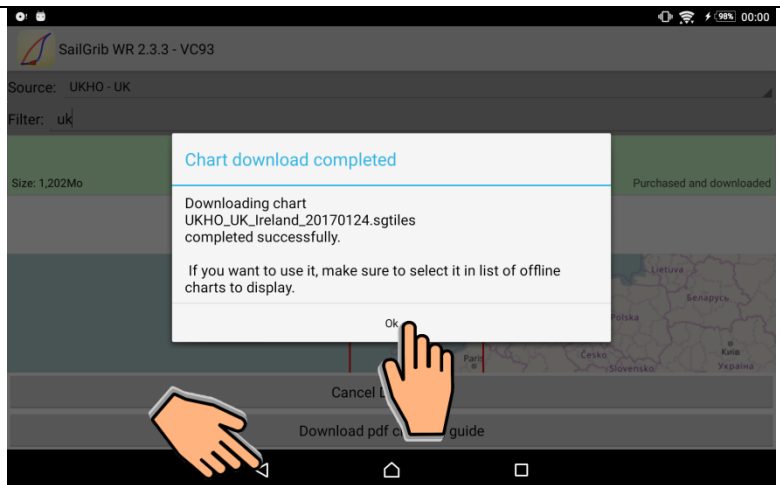 98% 00:00
SailGrib WR 2.3.3 - VC93
Source: UKHO - UK
Filter: uk
Chart download completed
Size: 1,202Mo
Purchased and downloaded
Downloading chart
UKHO_UK_Ireland_20170124.sgtiles
completed successfully.
If you want to use it, make sure to select it in list of offline
charts to display.
Lietuva
Беларусь
Polska
Ok
Paris
Česko
Київ
Slovensko
Україна
Cancel
Download pdf guide